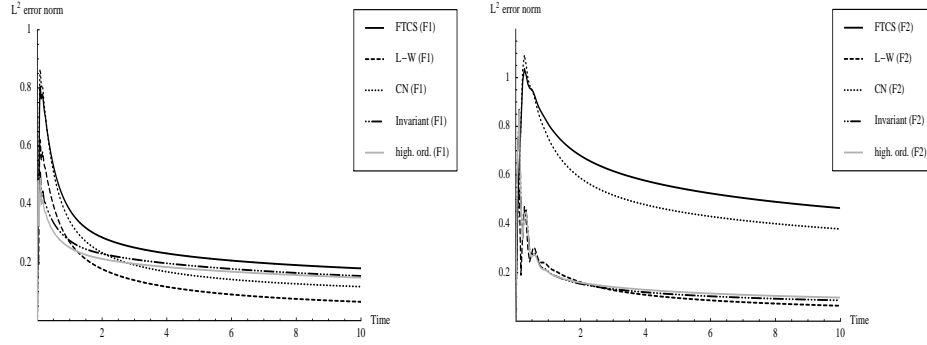 L² error norm
1
0.8
0.6
0.4
0.2
2
4
6
8
10
Time
FTCS (F1)
L-W (F1)
CN (F1)
Invariant (F1)
high. ord. (F1)
L² error norm
1
0.8
0.6
0.4
0.2
2
4
6
8
10
Time
FTCS (F2)
L-W (F2)
CN (F2)
Invariant (F2)
high. ord. (F2)